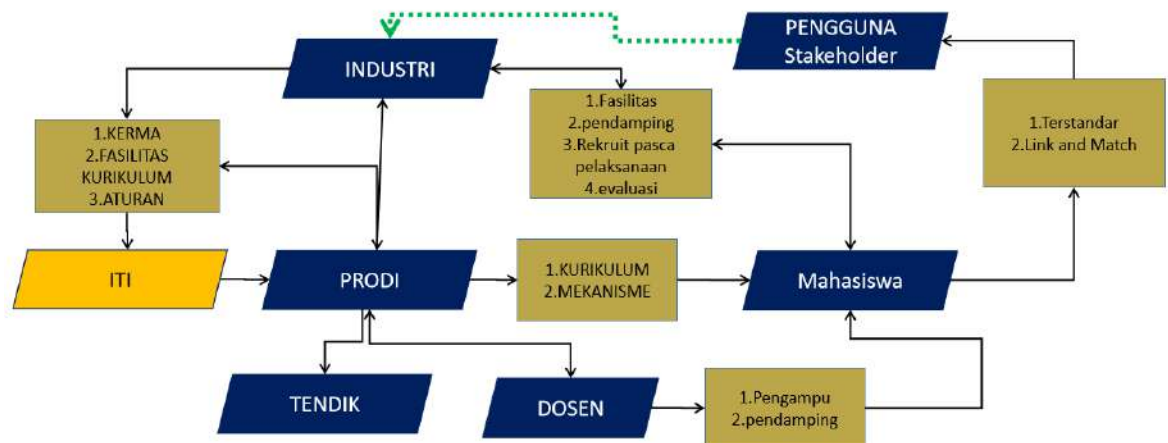 PENGGUNA
Stakeholder
INDUSTRI
1.KERMA
2.FASILITAS
KURIKULUM
3.ATURAN
1.Fasilitas
2.pendamping
3.Rekruit pasca
pelaksanaan
4.evaluasi
1.Terstandar
2.Link and Match
ITI
PRODI
1.KURIKULUM
2.MEKANISME
Mahasiswa
TENDIK
DOSEN
1.Pengampu
2.pendamping